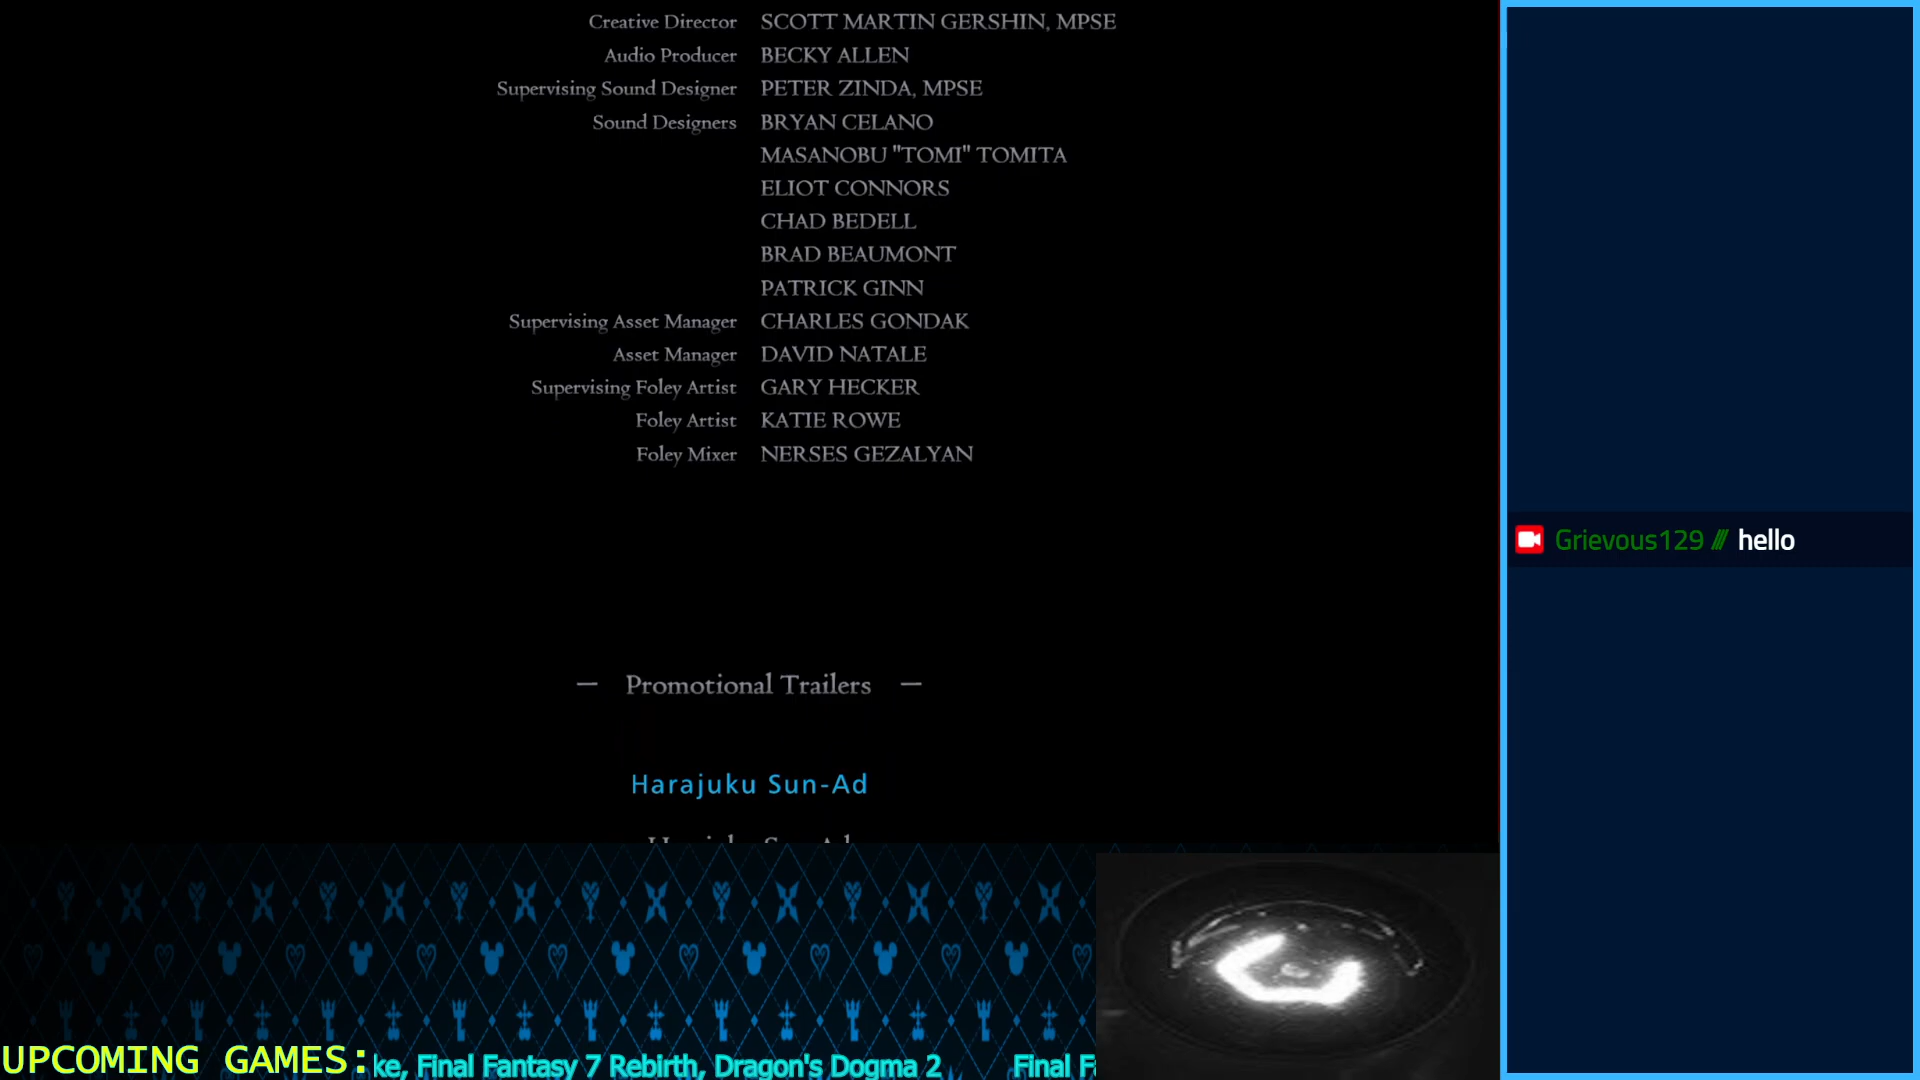 Creative Director SCOTT MARTIN GERSHIN, MPSE
Audio Producer BECKY ALLEN
Supervising Sound Designer PETER ZINDA, MPSE
Sound Designers BRYAN CELANO
MASANOBU "TOMI" TOMITA
ELIOT CONNORS
CHAD BEDELL
BRAD BEAUMONT
PATRICK GINN
Supervising Asset Manager CHARLES GONDAK
Asset Manager DAVID NATALE
Supervising Foley Artist GARY HECKER
Foley Artist KATIE ROWE
Foley Mixer NERSES GEZALYAN
— Promotional Trailers —
Harajuku Sun-Ad
Grievous129 /// hello
UPCOMING GAMES: ke, Final Fantasy 7 Rebirth, Dragon's Dogma 2 Final F